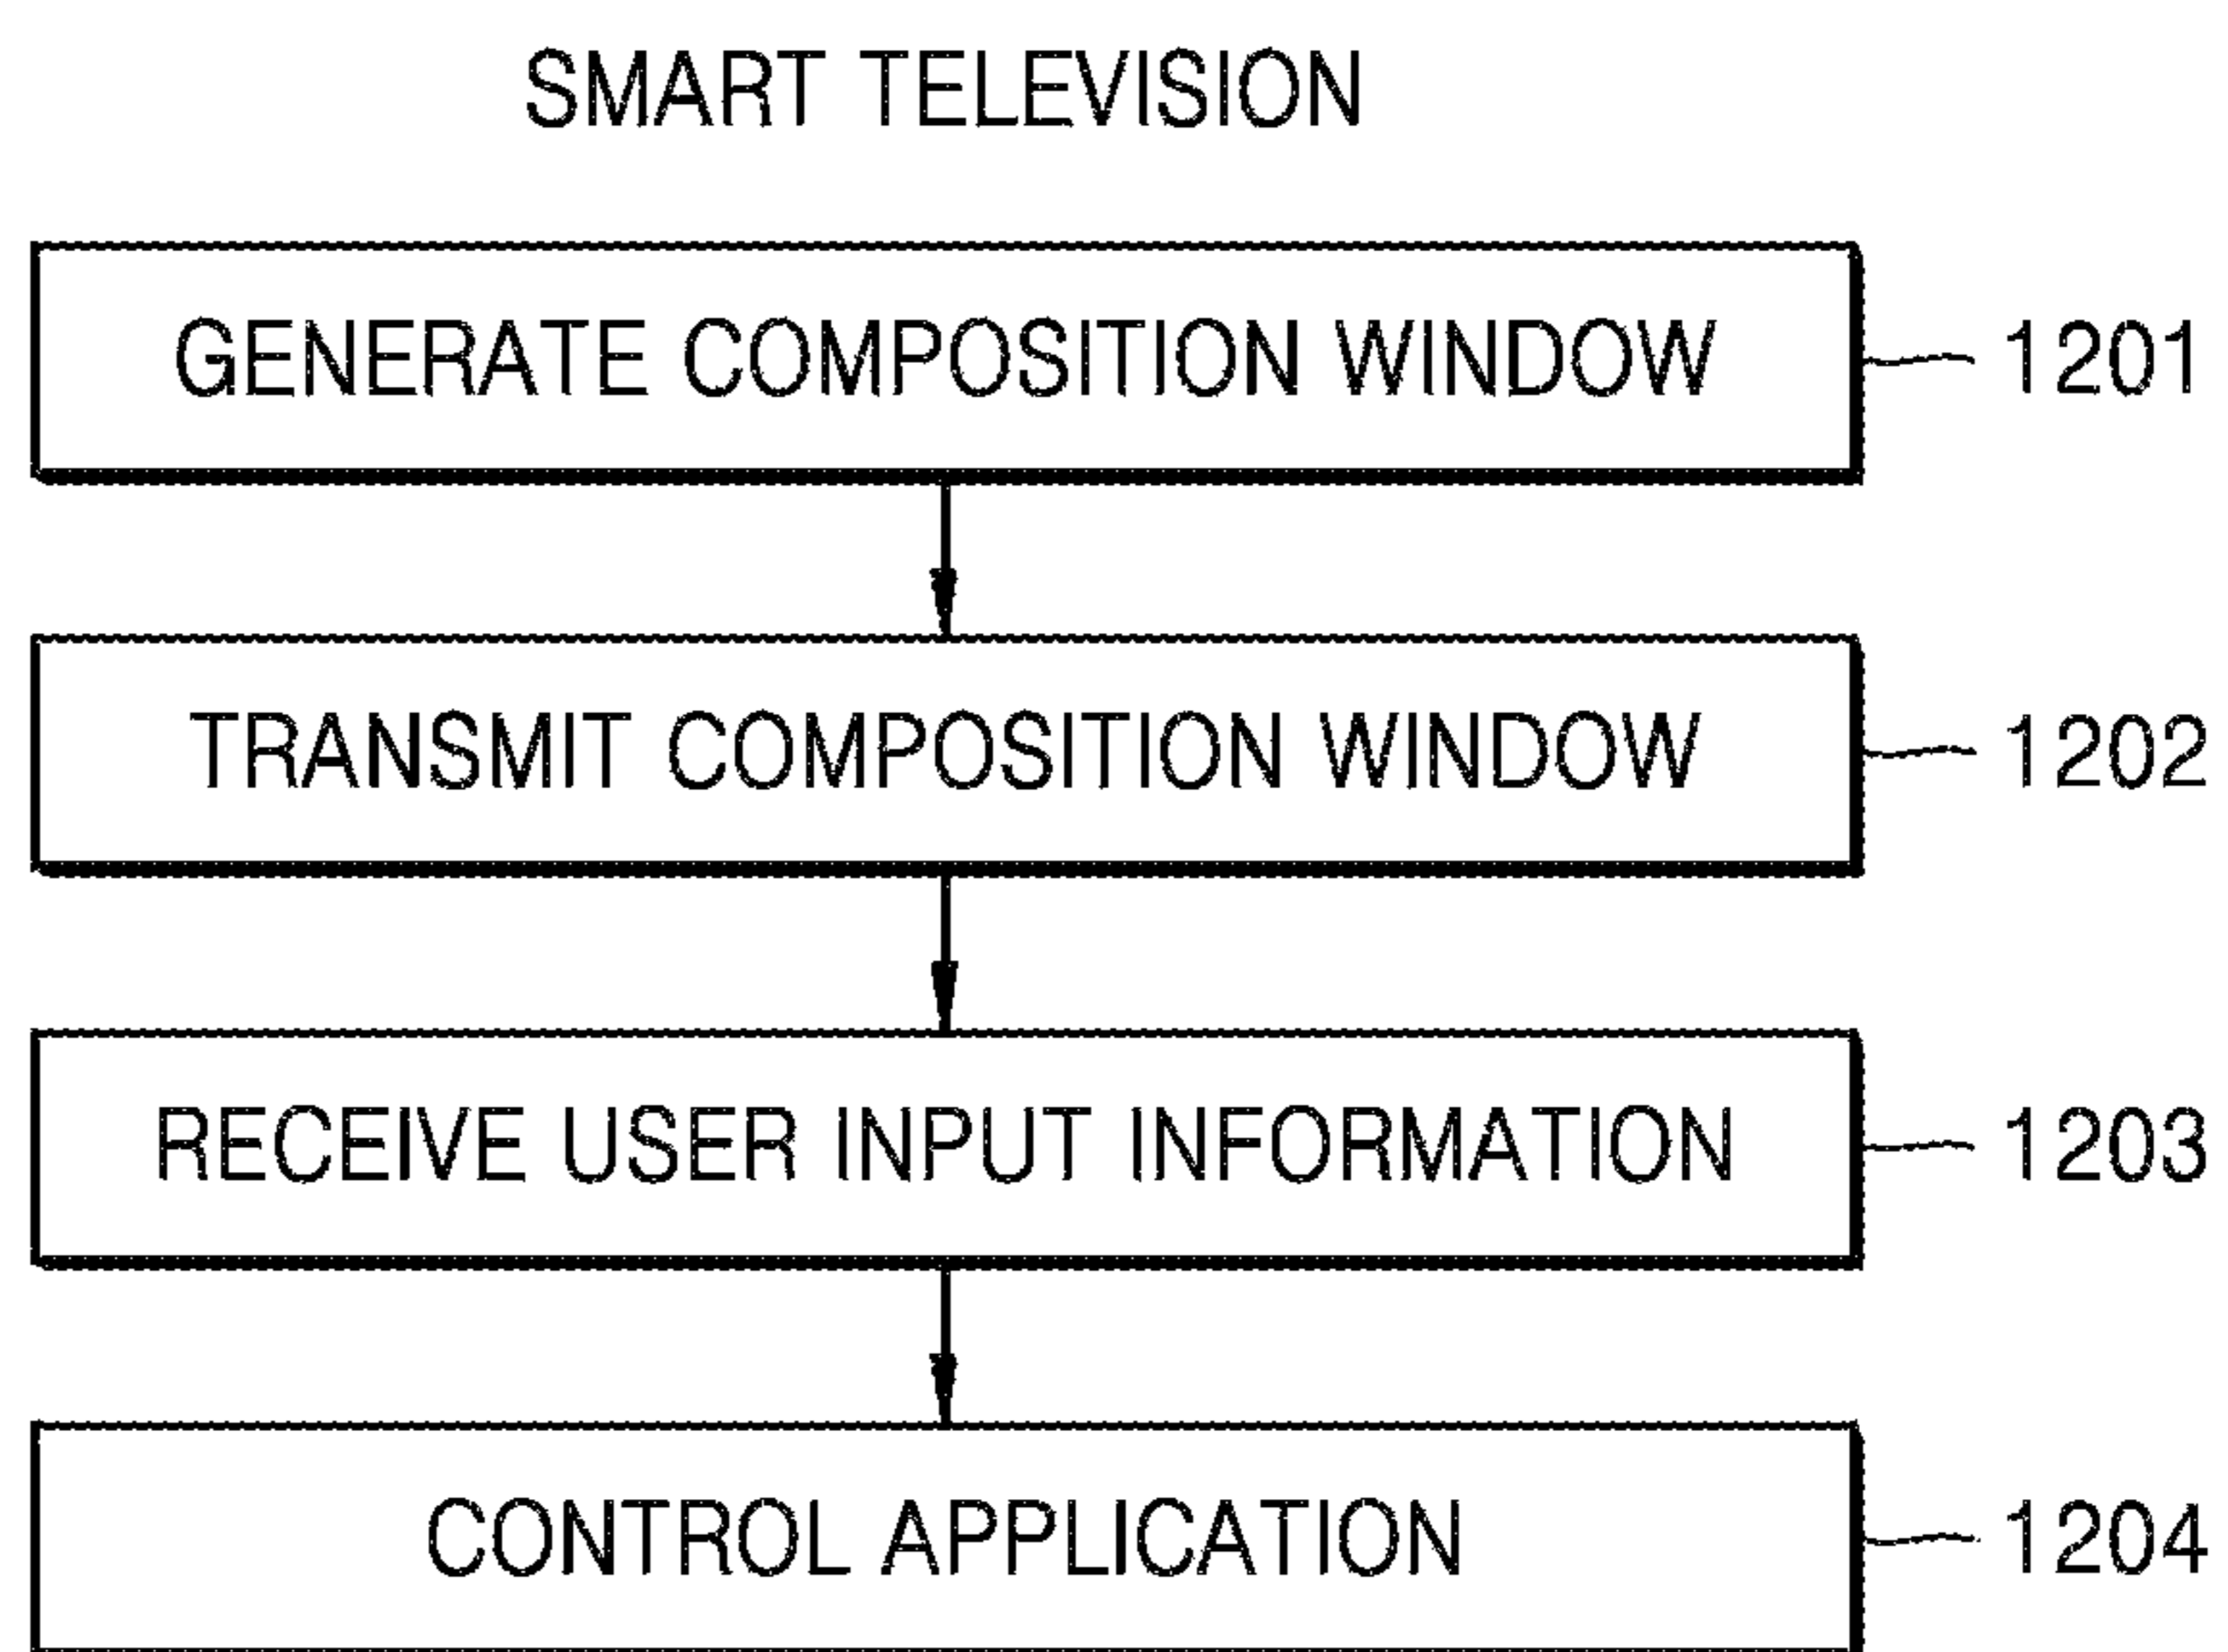 SMART TELEVISION
GENERATE COMPOSITION WINDOW 1201
TRANSMIT COMPOSITION WINDOW 1202
RECEIVE USER INPUT INFORMATION 1203
CONTROL APPLICATION 1204